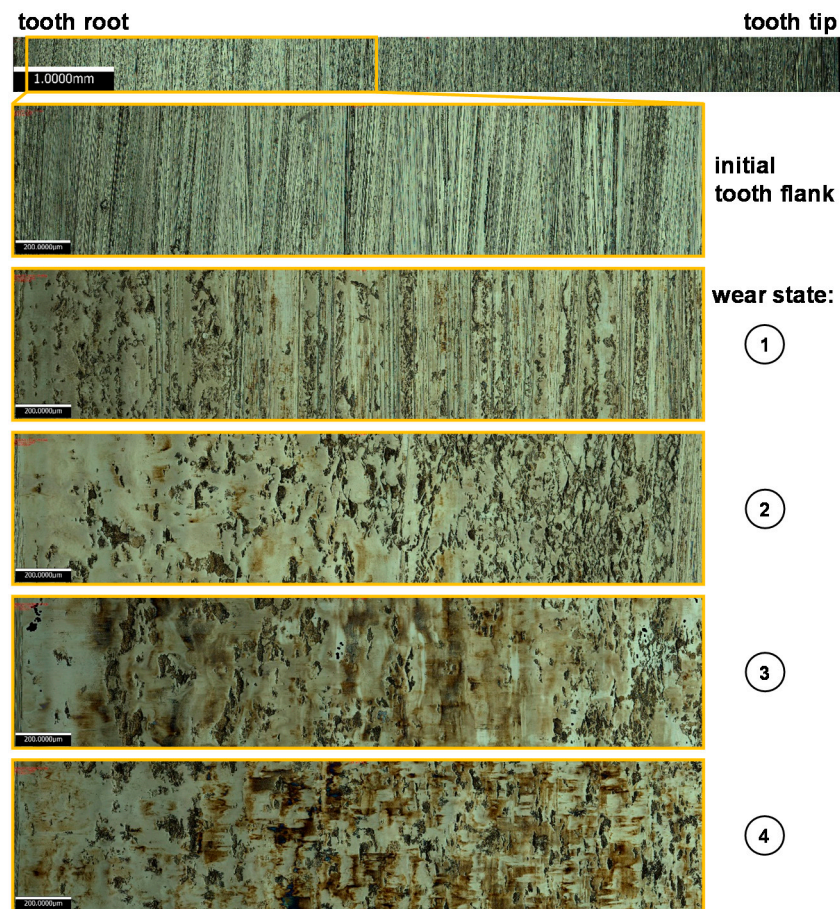 tooth root
tooth tip
1.0000mm
initial
tooth flank
200.0000µm
wear state:
1
200.0000µm
2
200.0000µm
3
200.0000µm
4
200.0000µm